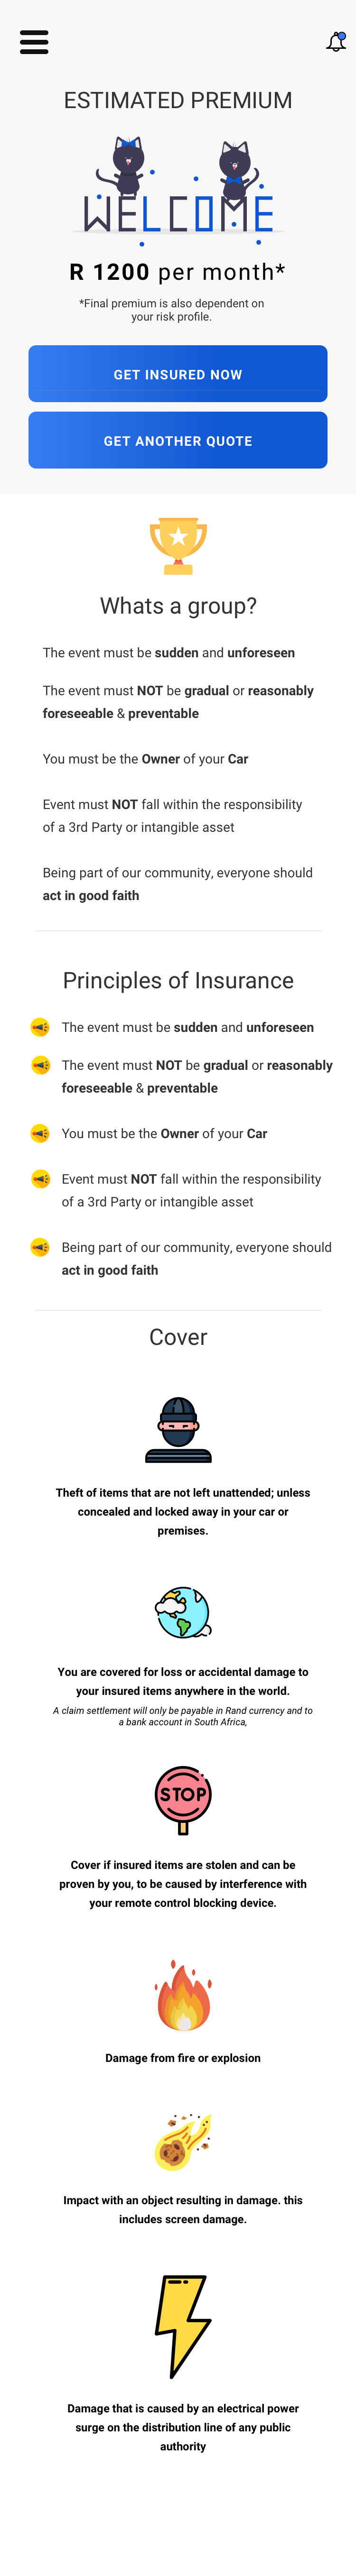 ESTIMATED PREMIUM
WELCOME
R 1200 per month*
*Final premium is also dependent on
your risk profile.
GET INSURED NOW
GET ANOTHER QUOTE
Whats a group?
The event must be sudden and unforeseen
The event must NOT be gradual or reasonably
foreseeable & preventable
You must be the Owner of your Car
Event must NOT fall within the responsibility
of a 3rd Party or intangible asset
Being part of our community, everyone should
act in good faith
Principles of Insurance
The event must be sudden and unforeseen
The event must NOT be gradual or reasonably
foreseeable & preventable
You must be the Owner of your Car
Event must NOT fall within the responsibility
of a 3rd Party or intangible asset
Being part of our community, everyone should
act in good faith
Cover
Theft of items that are not left unattended; unless
concealed and locked away in your car or
premises.
You are covered for loss or accidental damage to
your insured items anywhere in the world.
A claim settlement will only be payable in Rand currency and to
a bank account in South Africa,
STOP
Cover if insured items are stolen and can be
proven by you, to be caused by interference with
your remote control blocking device.
Damage from fire or explosion
Impact with an object resulting in damage. this
includes screen damage.
Damage that is caused by an electrical power
surge on the distribution line of any public
authority